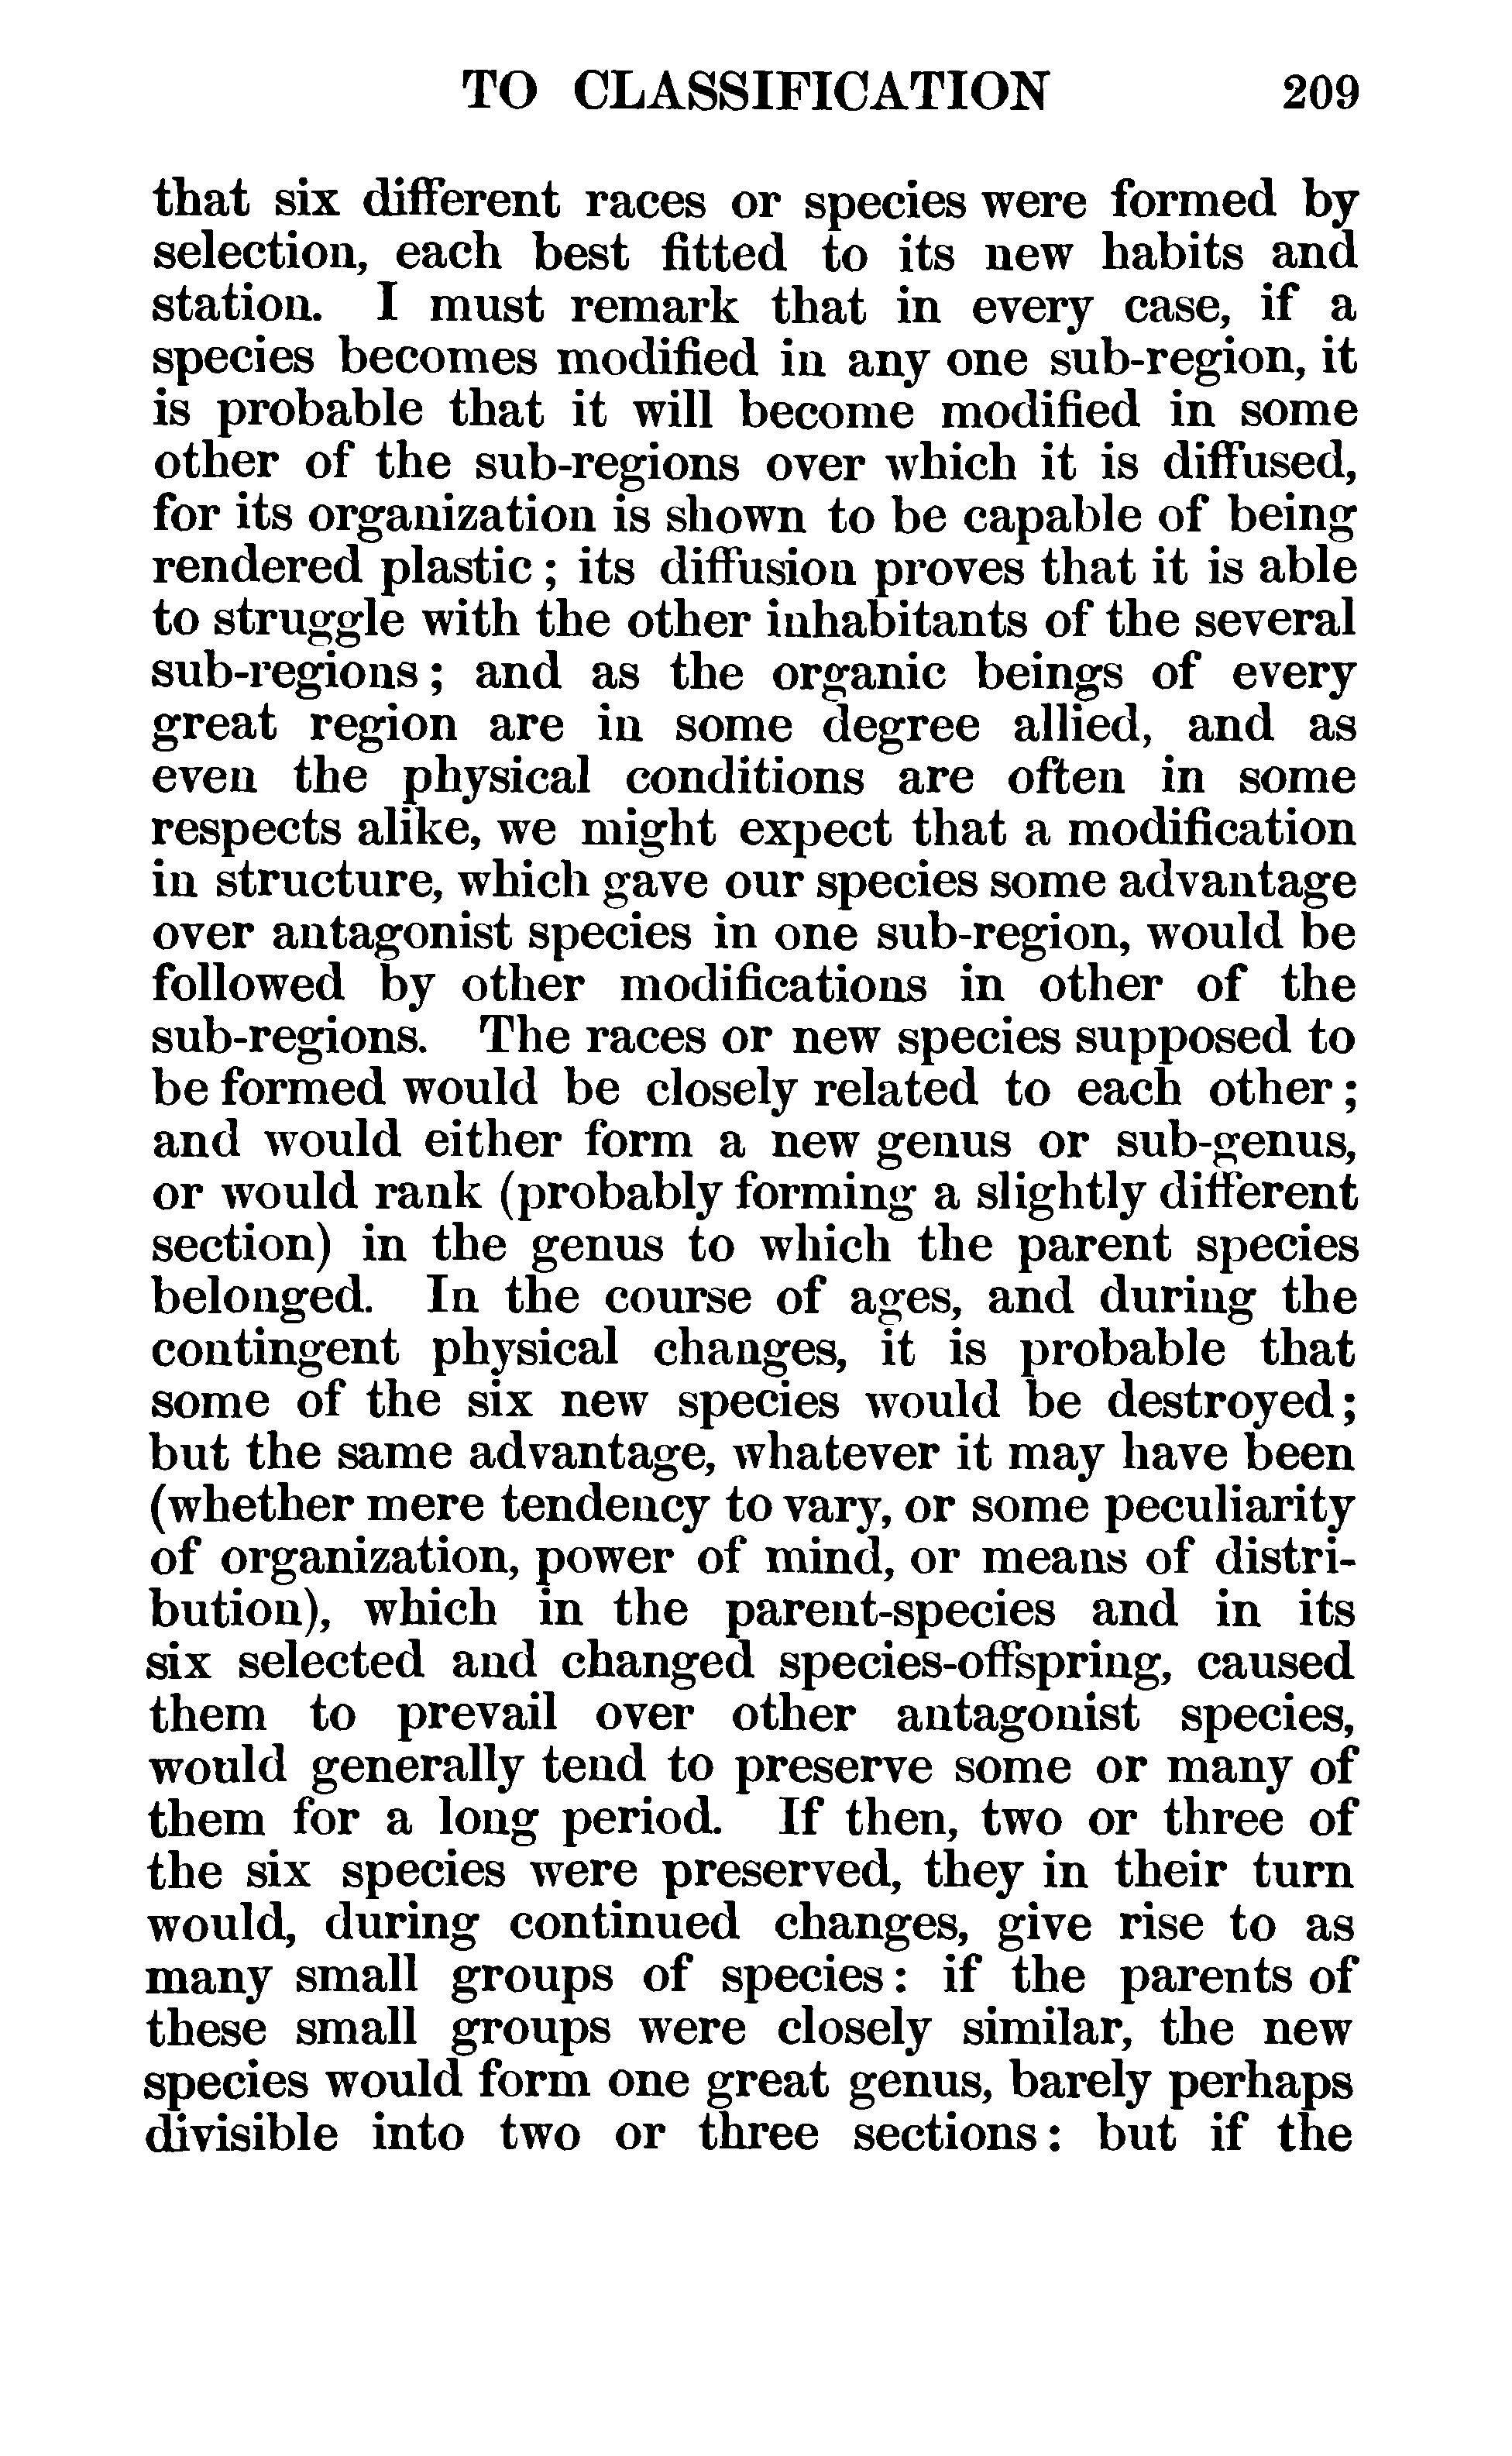 TO CLASSIFICATION 209
that six different races or species were formed by
selection, each best fitted to its new habits and
station. I must remark that in every case, if a
species becomes modified in any one sub-region, it
is probable that it will become modified in some
other of the sub-regions over which it is diffused,
for its organization is shown to be capable of being
rendered plastic; its diffusion proves that it is able
to struggle with the other inhabitants of the several
sub-regions; and as the organic beings of every
great region are in some degree allied, and as
even the physical conditions are often in some
respects alike, we might expect that a modification
in structure, which gave our species some advantage
over antagonist species in one sub-region, would be
followed by other modifications in other of the
sub-regions. The races or new species supposed to
be formed would be closely related to each other;
and would either form a new genus or sub-genus,
or would rank (probably forming a slightly different
section) in the genus to which the parent species
belonged. In the course of ages, and during the
contingent physical changes, it is probable that
some of the six new species would be destroyed;
but the same advantage, whatever it may have been
(whether mere tendency to vary, or some peculiarity
of organization, power of mind, or means of distri-
bution), which in the parent-species and in its
six selected and changed species-offspring, caused
them to prevail over other antagonist species,
would generally tend to preserve some or many of
them for a long period. If then, two or three of
the six species were preserved, they in their turn
would, during continued changes, give rise to as
many small groups of species: if the parents of
these small groups were closely similar, the new
species would form one great genus, barely perhaps
divisible into two or three sections: but if the